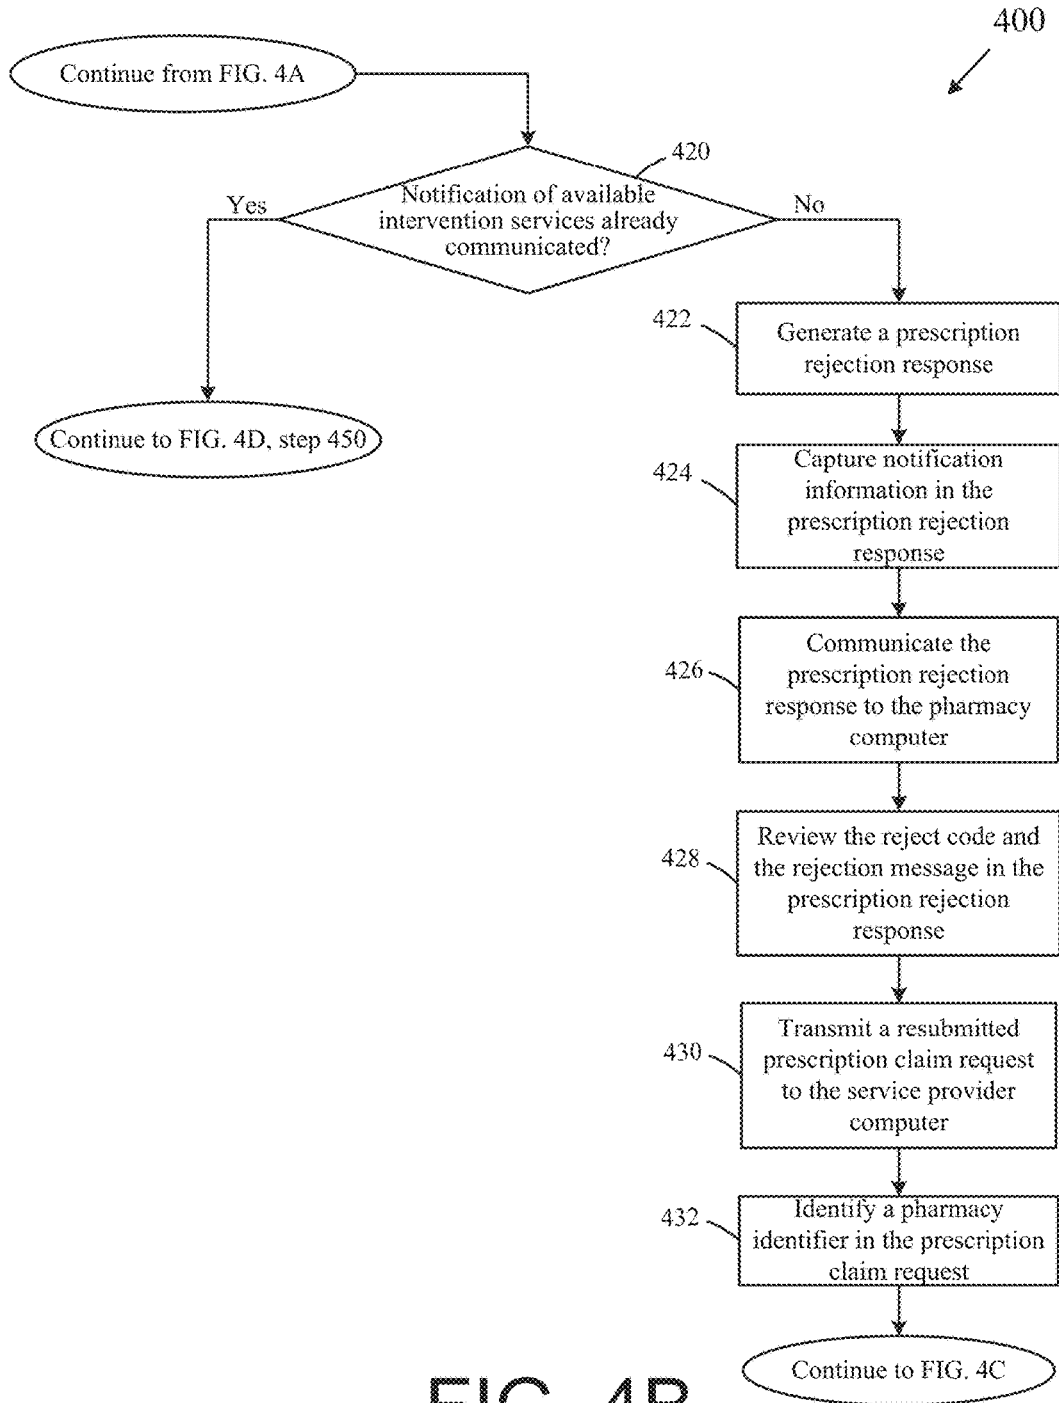 400
Continue from FIG. 4A
420
Notification of available
intervention services already
communicated?
Yes
No
422
Generate a prescription
rejection response
Continue to FIG. 4D, step 450
424
Capture notification
information in the
prescription rejection
response
426
Communicate the
prescription rejection
response to the pharmacy
computer
428
Review the reject code and
the rejection message in the
prescription rejection
response
430
Transmit a resubmitted
prescription claim request
to the service provider
computer
432
Identify a pharmacy
identifier in the prescription
claim request
Continue to FIG. 4C
FIG. 4B